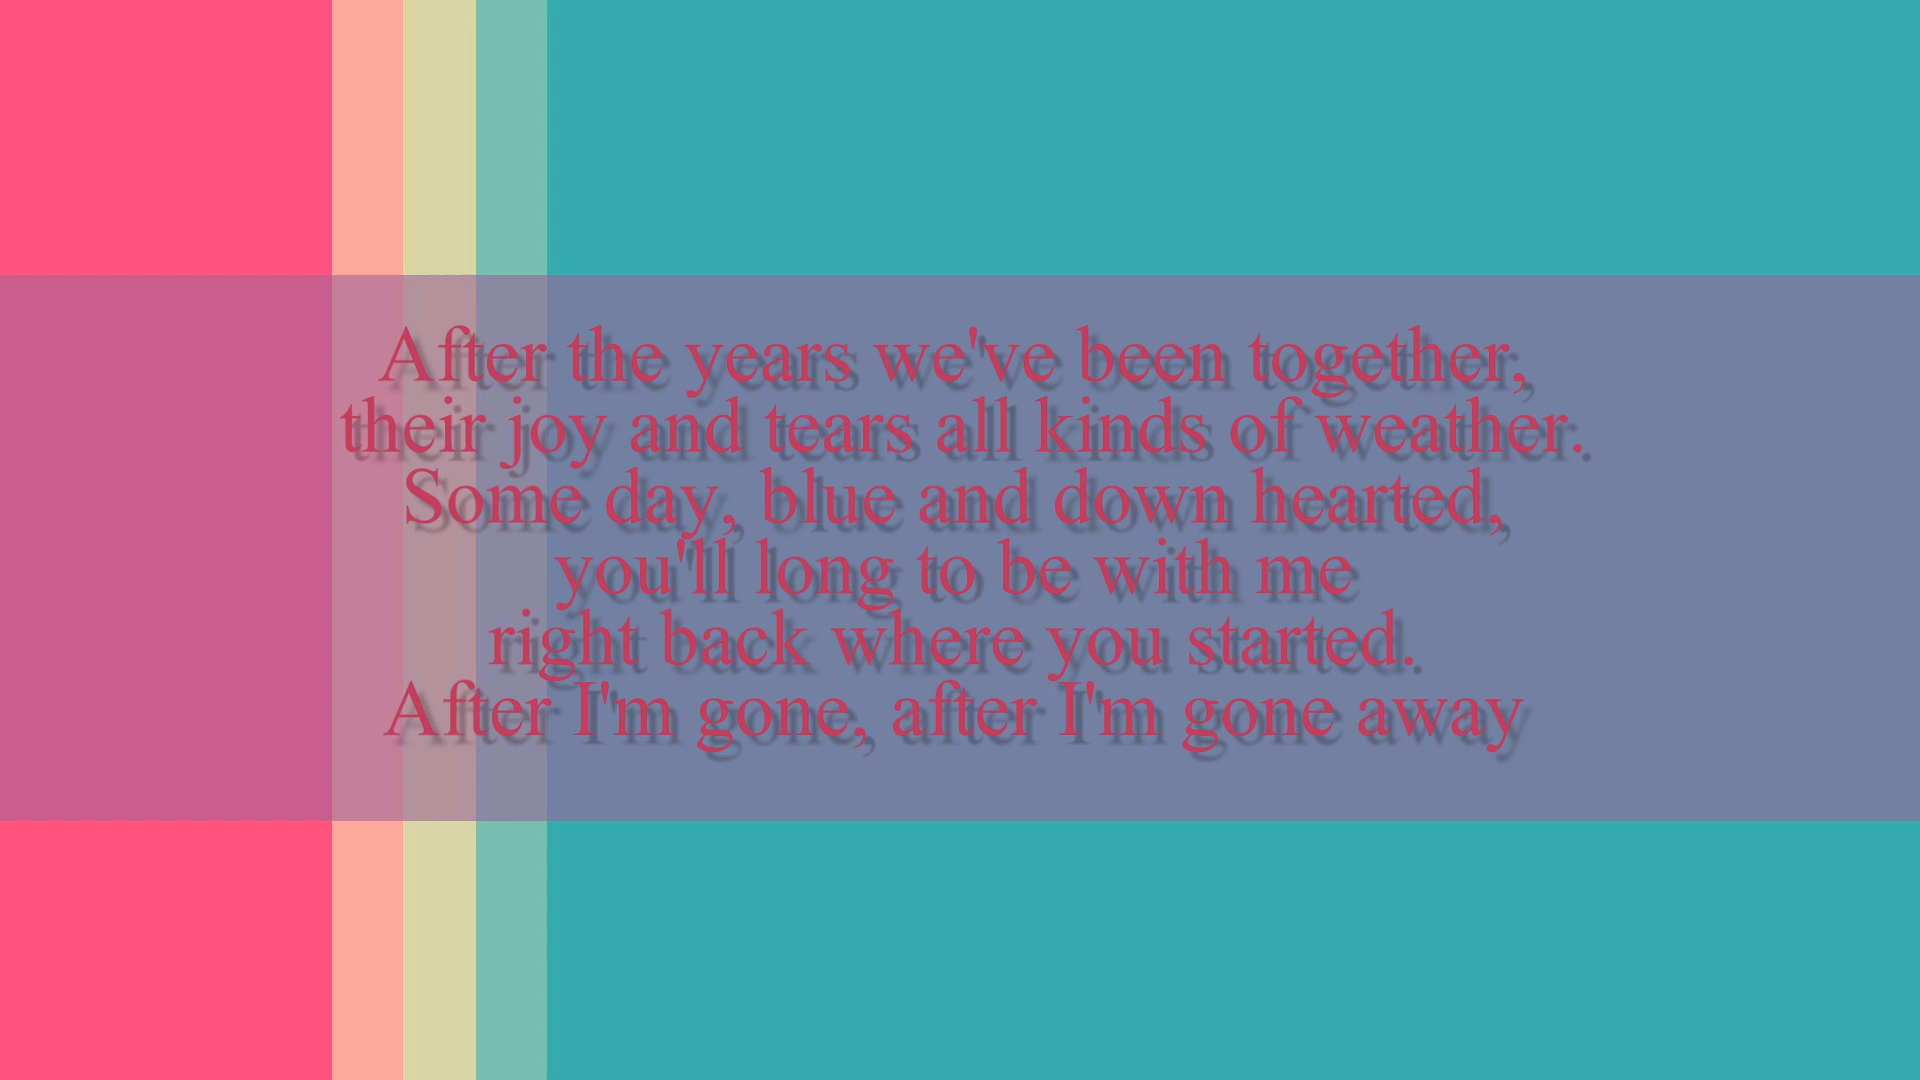 After the years we've been together,
their joy and tears all kinds of weather.
Some day, blue and down hearted,
you'll long to be with me
right back where you started.
After I'm gone, after I'm gone away